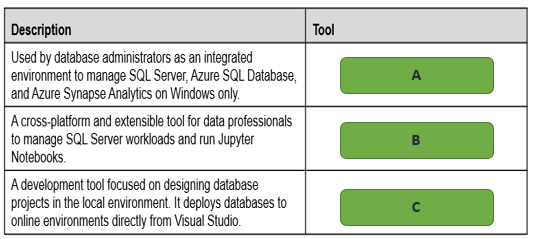 Description Tool
Used by database administrators as an integrated
environment to manage SQL Server, Azure SQL Database,
and Azure Synapse Analytics on Windows only.
A
A cross-platform and extensible tool for data professionals
to manage SQL Server workloads and run Jupyter
Notebooks.
B
A development tool focused on designing database
projects in the local environment. It deploys databases to
online environments directly from Visual Studio.
C